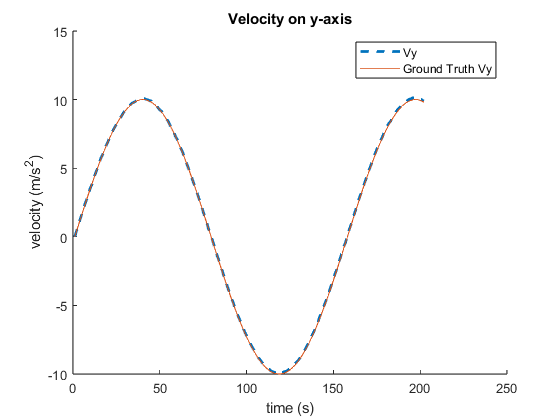 Velocity on y-axis
15
Vy
Ground Truth Vy
10
5
velocity (m/s²)
0
-5
-10
0 50 100 150 200 250
time (s)